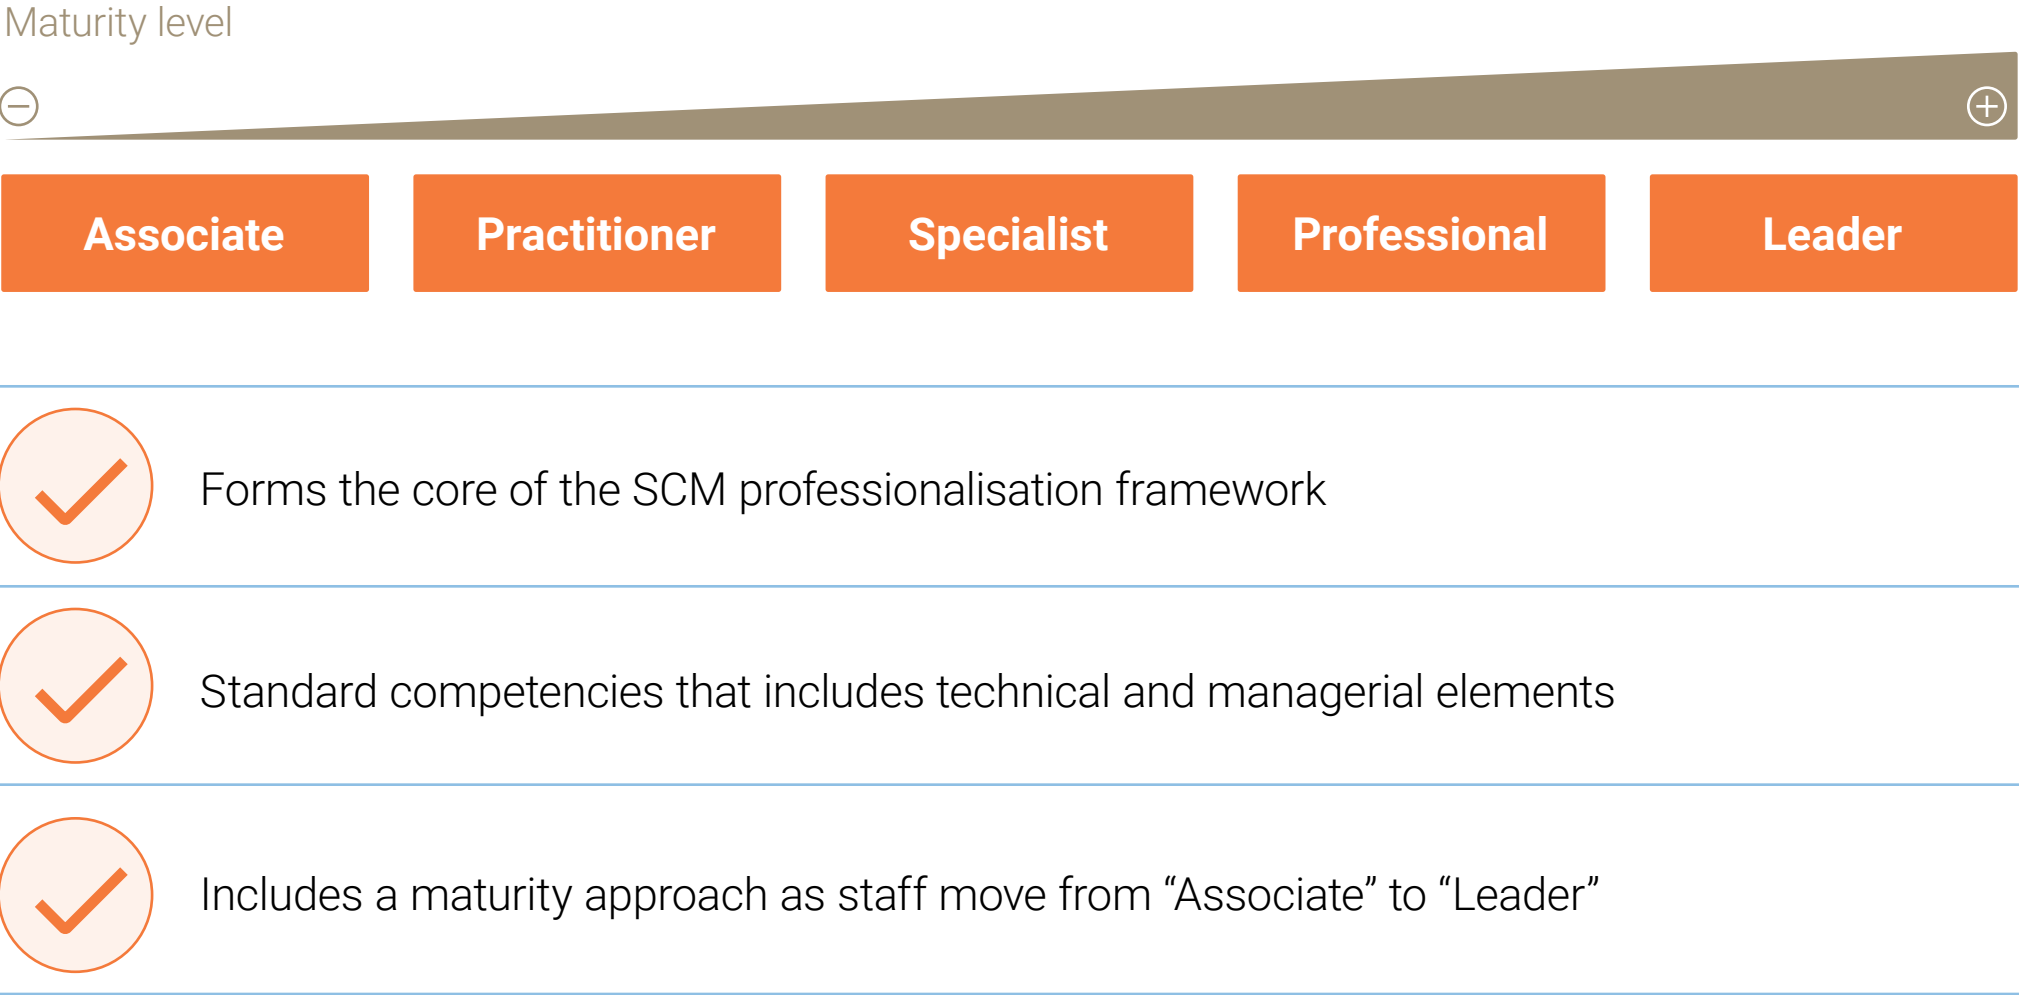 Maturity level
Associate
Practitioner
Specialist
Professional
Leader
Forms the core of the SCM professionalisation framework
Standard competencies that includes technical and managerial elements
Includes a maturity approach as staff move from “Associate” to “Leader”